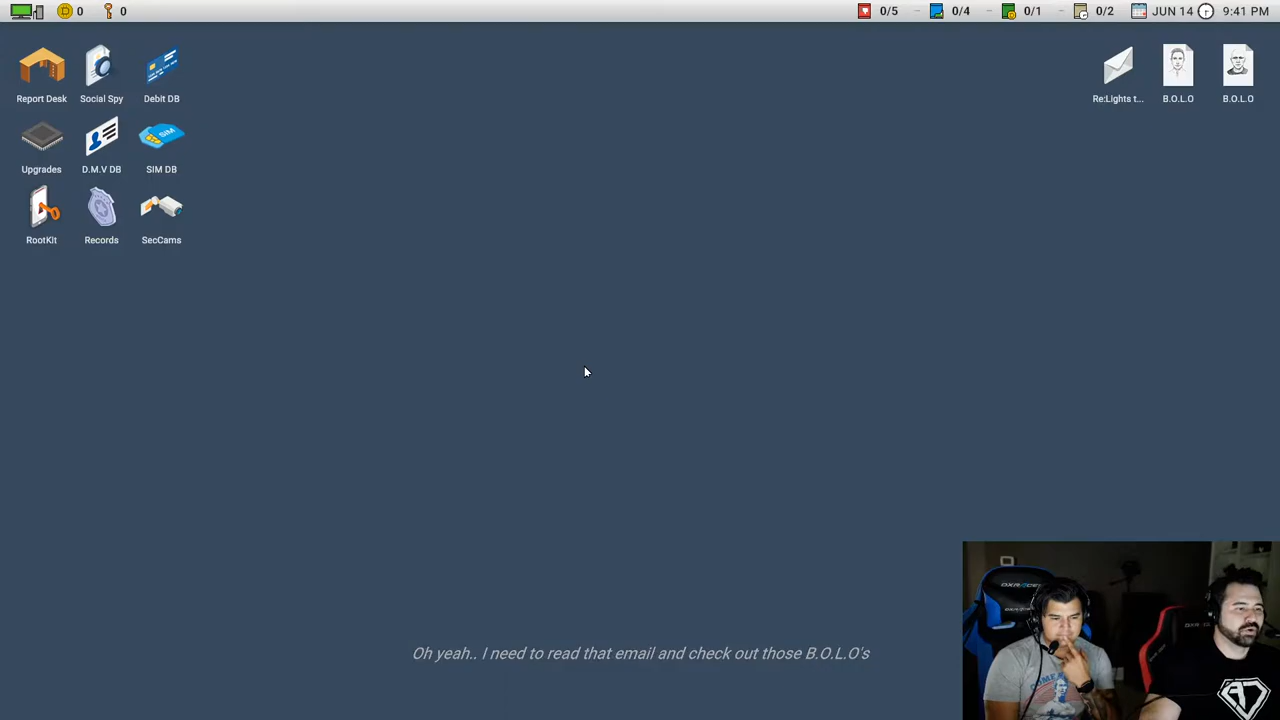 0 0 0/5 0/4 0/1 0/2 JUN 14 9:41 PM
Report Desk Social Spy Debit DB Re:Lights t... B.O.L.O B.O.L.O
Upgrades D.M.V DB SIM DB
RootKIt Records SecCams
Oh yeah.. I need to read that email and check out those B.O.L.O's